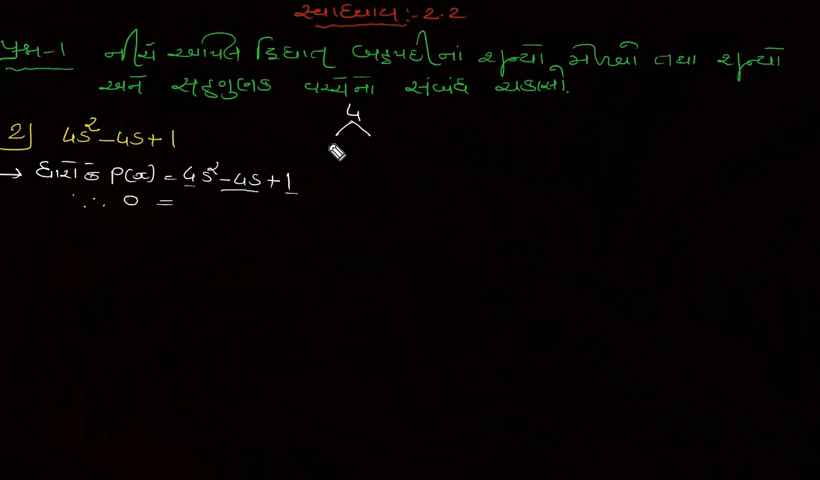 સ્વાધ્યાય:-2.2
પ્રશ્ન-1 નીચે આપેલ દ્વિઘાત બહુપદીનાં શૂન્યો મેળવો તથા શૂન્યો
અને સહગુણક વચ્ચેના સંબંધ ચકાસો.
4
2] 4s² - 4s + 1
→ ધારો કે P(x) = 4s² - 4s + 1
∴ 0 =